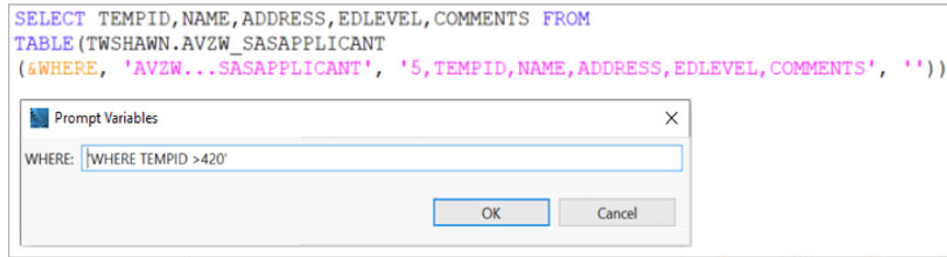 SELECT TEMPID,NAME,ADDRESS,EDLEVEL,COMMENTS FROM
TABLE(TWSHAWN.AVZW_SASAPPLICANT
(&WHERE, 'AVZW...SASAPPLICANT', '5,TEMPID,NAME,ADDRESS,EDLEVEL,COMMENTS', ''))
Prompt Variables
WHERE: 'WHERE TEMPID >420'
OK Cancel